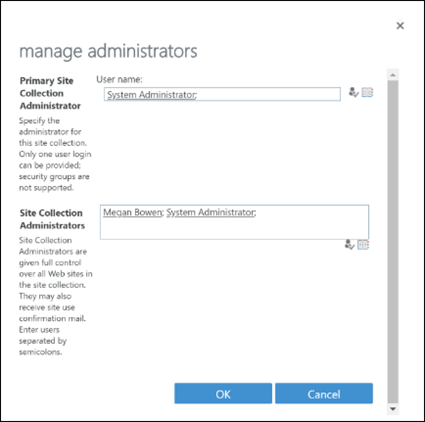 manage administrators
Primary Site
Collection
Administrator
Specify the
administrator for
this site collection.
Only one user login
can be provided;
security groups are
not supported.
User name:
System Administrator;
Site Collection
Administrators
Site Collection
Administrators are
given full control
over all Web sites in
the site collection.
They may also
receive site use
confirmation mail.
Enter users
separated by
semicolons.
Megan Bowen; System Administrator;
OK
Cancel